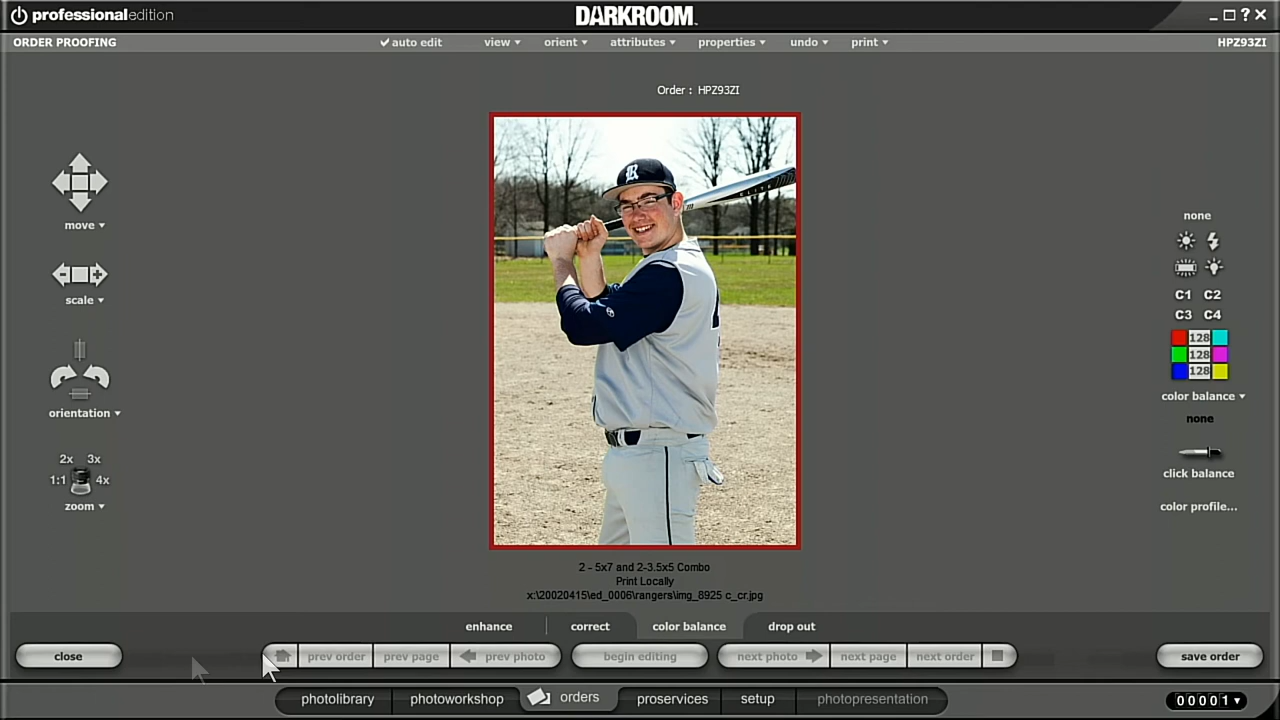 professionaledition
DARKROOM
ORDER PROOFING
auto edit view orient attributes properties undo print
HPZ93ZI
Order : HPZ93ZI
R
ELITE
move
scale
orientation
2x 3x
1:1 4x
zoom
none
C1 C2
C3 C4
128
128
128
color balance
none
click balance
color profile...
2 - 5x7 and 2-3.5x5 Combo
Print Locally
x:\20020415\ed_0006\rangers\img_8925 c_cr.jpg
enhance correct color balance drop out
close prev order prev page prev photo begin editing next photo next page next order save order
photolibrary photoworkshop orders proservices setup photopresentation
00001